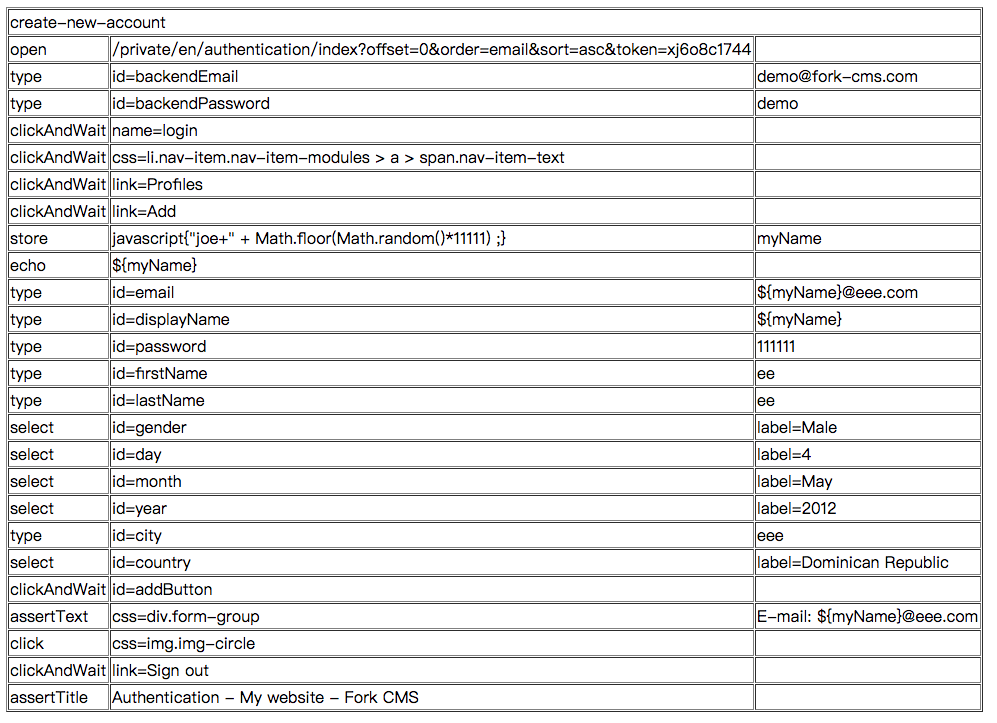 create-new-account
open /private/en/authentication/index?offset=0&order=email&sort=asc&token=xj6o8c1744
type id=backendEmail demo@fork-cms.com
type id=backendPassword demo
clickAndWait name=login
clickAndWait css=li.nav-item.nav-item-modules > a > span.nav-item-text
clickAndWait link=Profiles
clickAndWait link=Add
store javascript{"joe+" + Math.floor(Math.random()*11111) ;} myName
echo ${myName}
type id=email ${myName}@eee.com
type id=displayName ${myName}
type id=password 111111
type id=firstName ee
type id=lastName ee
select id=gender label=Male
select id=day label=4
select id=month label=May
select id=year label=2012
type id=city eee
select id=country label=Dominican Republic
clickAndWait id=addButton
assertText css=div.form-group E-mail: ${myName}@eee.com
click css=img.img-circle
clickAndWait link=Sign out
assertTitle Authentication - My website - Fork CMS